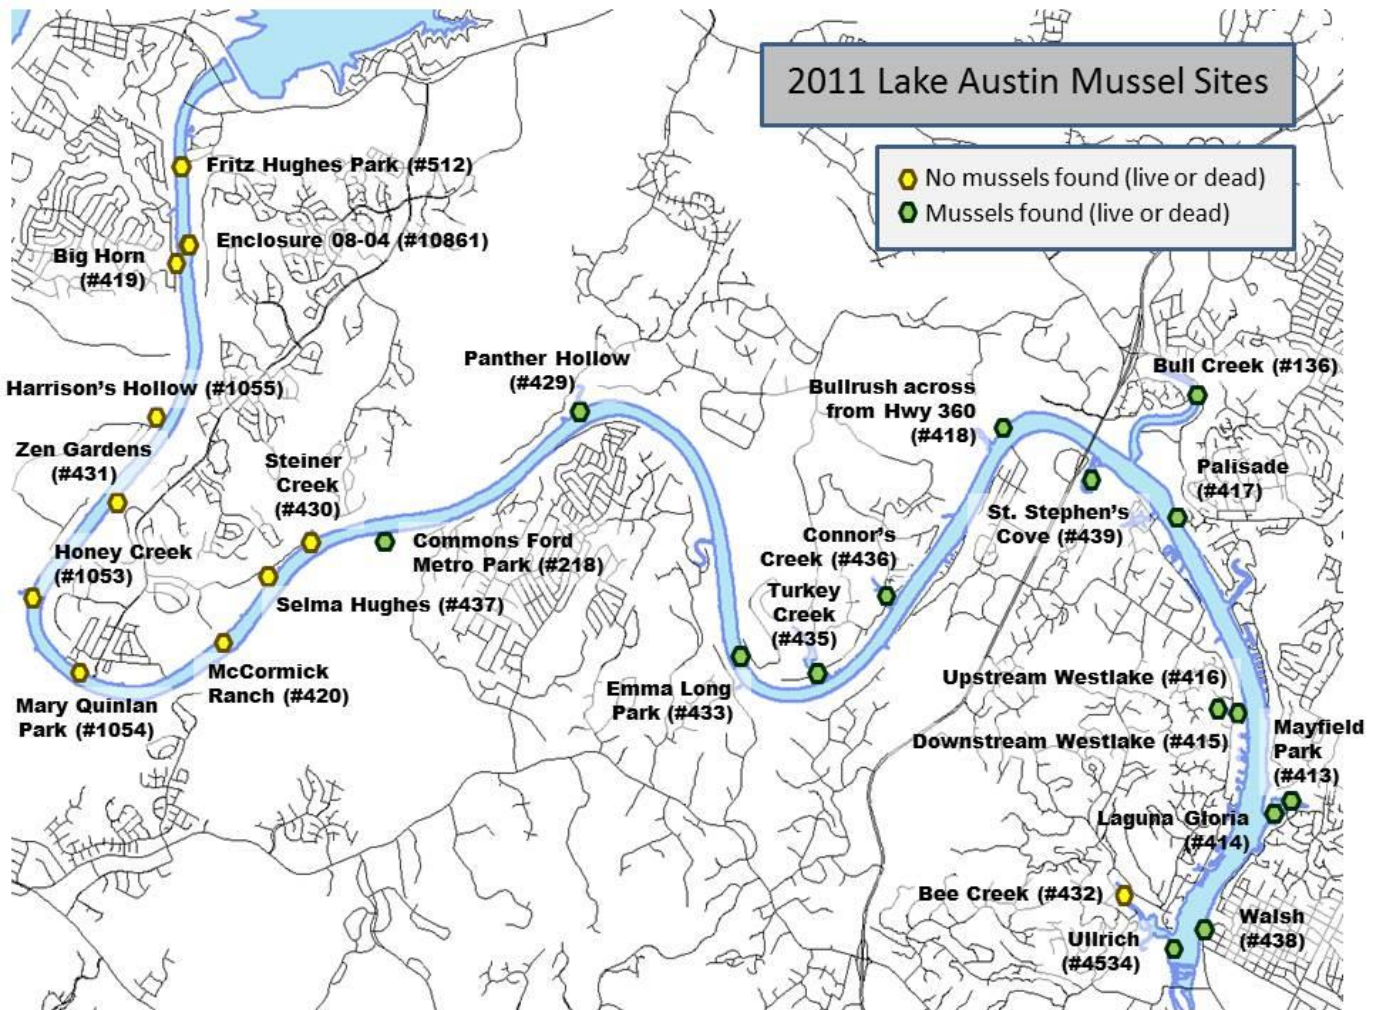 2011 Lake Austin Mussel Sites
No mussels found (live or dead)
Mussels found (live or dead)
Fritz Hughes Park (#512)
Enclosure 08-04 (#10861)
Big Horn
(#419)
Harrison's Hollow (#1055)
Zen Gardens
(#431)
Honey Creek
(#1053)
Mary Quinlan
Park (#1054)
McCormick
Ranch (#420)
Selma Hughes (#437)
Steiner
Creek
(#430)
Commons Ford
Metro Park (#218)
Panther Hollow
(#429)
Emma Long
Park (#433)
Turkey
Creek
(#435)
Connor's
Creek (#436)
Bullrush across
from Hwy 360
(#418)
St. Stephen's
Cove (#439)
Bull Creek (#136)
Palisade
(#417)
Upstream Westlake (#416)
Downstream Westlake (#415)
Mayfield
Park
(#413)
Laguna Gloria
(#414)
Bee Creek (#432)
Walsh
(#438)
Ullrich
(#4534)